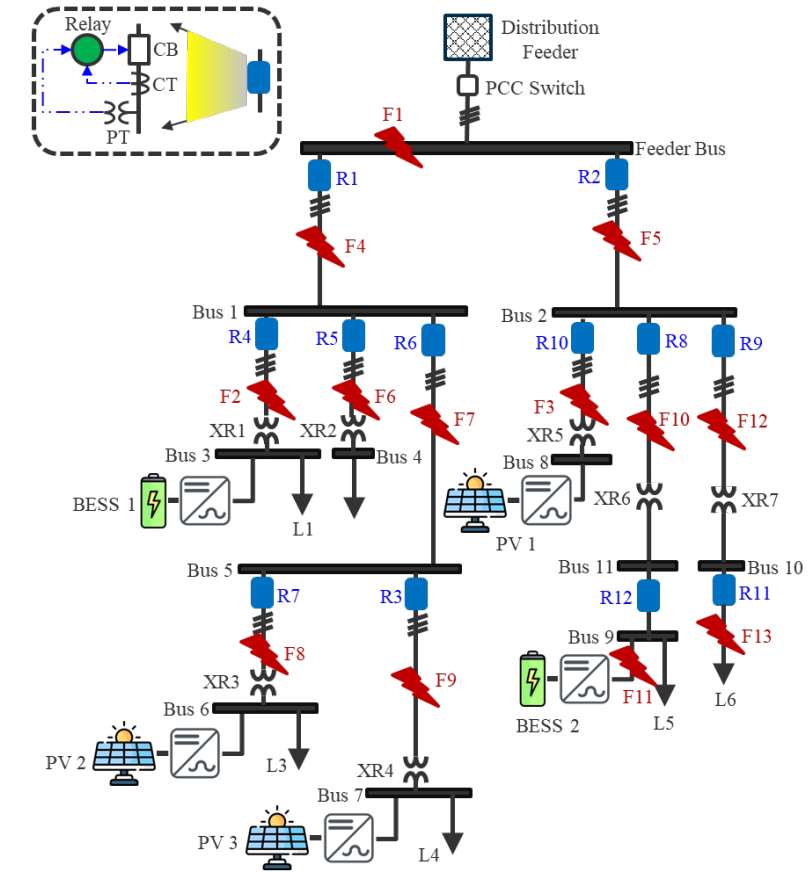 Relay
CB
CT
PT
Distribution
Feeder
PCC Switch
F1
Feeder Bus
R1
R2
F4
F5
Bus 1
Bus 2
R4
R5
R6
R10
R8
R9
F2
F6
F7
F3
F10
F12
XR1
XR2
XR5
Bus 3
Bus 4
Bus 8
BESS 1
L1
PV 1
XR6
XR7
Bus 5
Bus 11
Bus 10
R7
R3
R12
R11
F8
F9
Bus 9
F13
XR3
F11
Bus 6
BESS 2
L5
L6
PV 2
L3
XR4
Bus 7
PV 3
L4